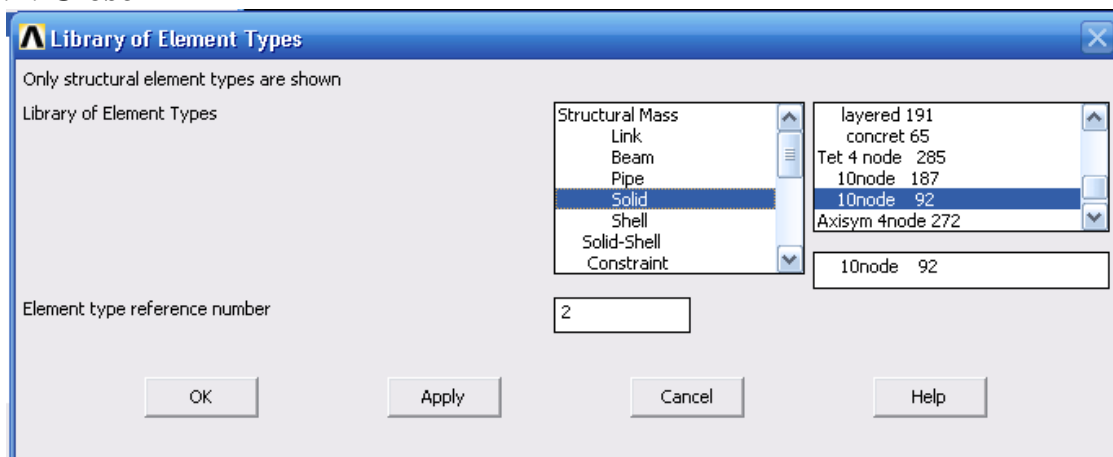 Library of Element Types
Only structural element types are shown
Library of Element Types
Structural Mass
Link
Beam
Pipe
Solid
Shell
Solid-Shell
Constraint
layered 191
concret 65
Tet 4 node 285
10node 187
10node 92
Axisym 4node 272
10node 92
Element type reference number
2
OK
Apply
Cancel
Help